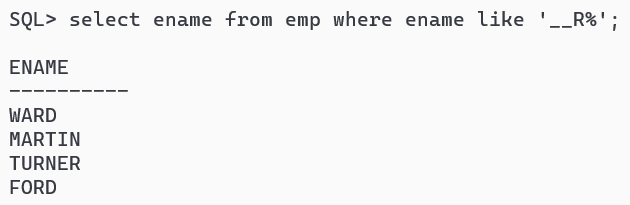 SQL> select ename from emp where ename like '__R%';
ENAME
----------
WARD
MARTIN
TURNER
FORD